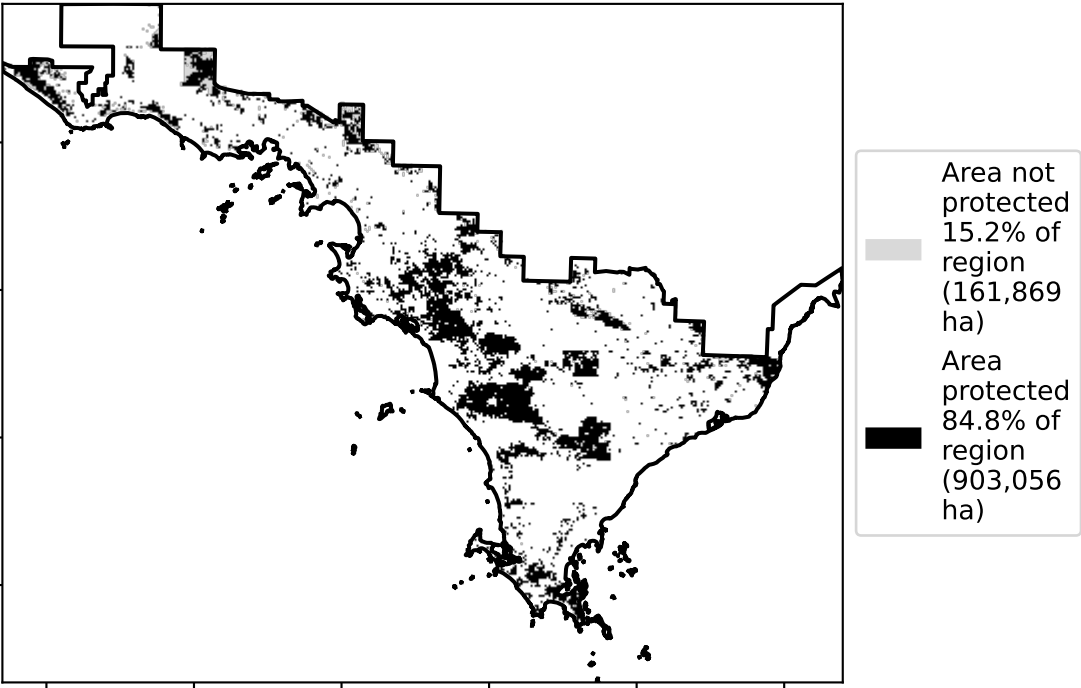 Area not
protected
15.2% of
region
(161,869
ha)
Area
protected
84.8% of
region
(903,056
ha)